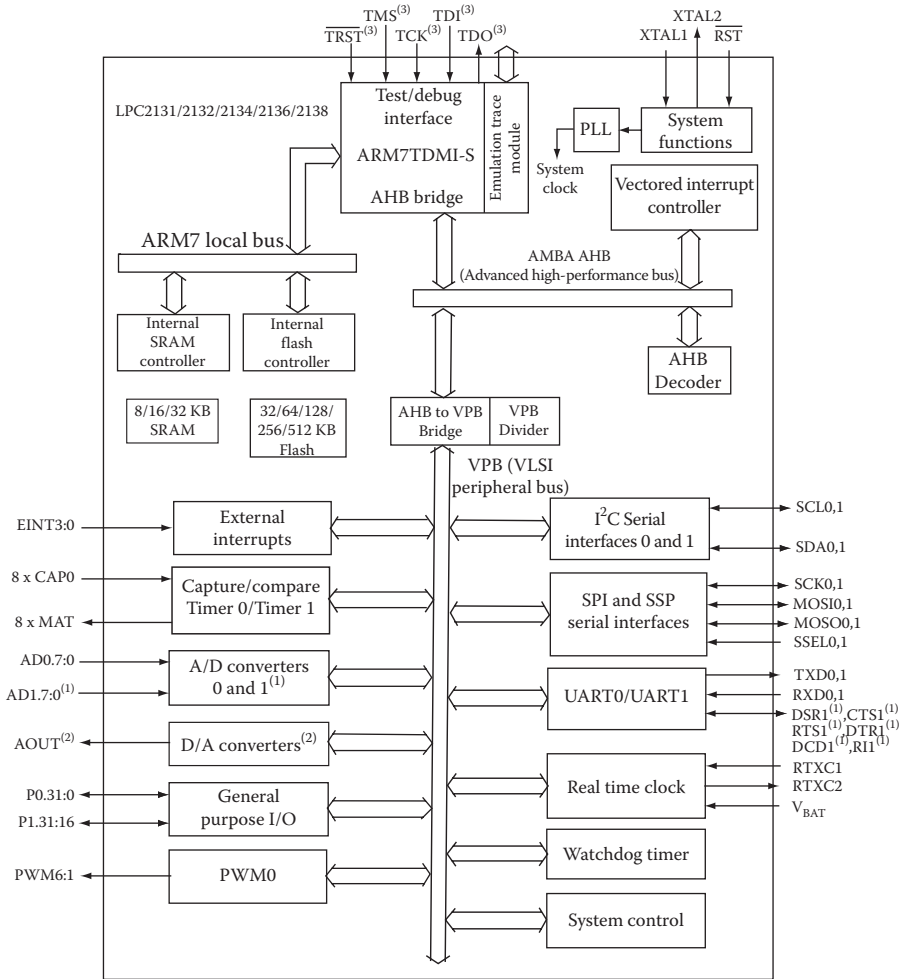 TMS(3)
TDI(3)
TRST(3)
TCK(3)
TDO(3)
XTAL2
XTAL1
RST
LPC2131/2132/2134/2136/2138
Test/debug
interface
ARM7TDMI-S
AHB bridge
Emulation trace
module
PLL
System
functions
System
clock
Vectored interrupt
controller
ARM7 local bus
AMBA AHB
(Advanced high-performance bus)
Internal
SRAM
controller
Internal
flash
controller
AHB
Decoder
8/16/32 KB
SRAM
32/64/128/
256/512 KB
Flash
AHB to VPB
Bridge
VPB
Divider
VPB (VLSI
peripheral bus)
EINT3:0
External
interrupts
I2C Serial
interfaces 0 and 1
SCL0,1
SDA0,1
8 x CAP0
8 x MAT
Capture/compare
Timer 0/Timer 1
SPI and SSP
serial interfaces
SCK0,1
MOSI0,1
MOSO0,1
SSEL0,1
AD0.7:0
AD1.7:0(1)
A/D converters
0 and 1(1)
UART0/UART1
TXD0,1
RXD0,1
DSR1(1),CTS1(1)
RTS1(1),DTR1(1)
DCD1(1),RI1(1)
AOUT(2)
D/A converters(2)
P0.31:0
P1.31:16
General
purpose I/O
Real time clock
RTXC1
RTXC2
VBAT
PWM6:1
PWM0
Watchdog timer
System control